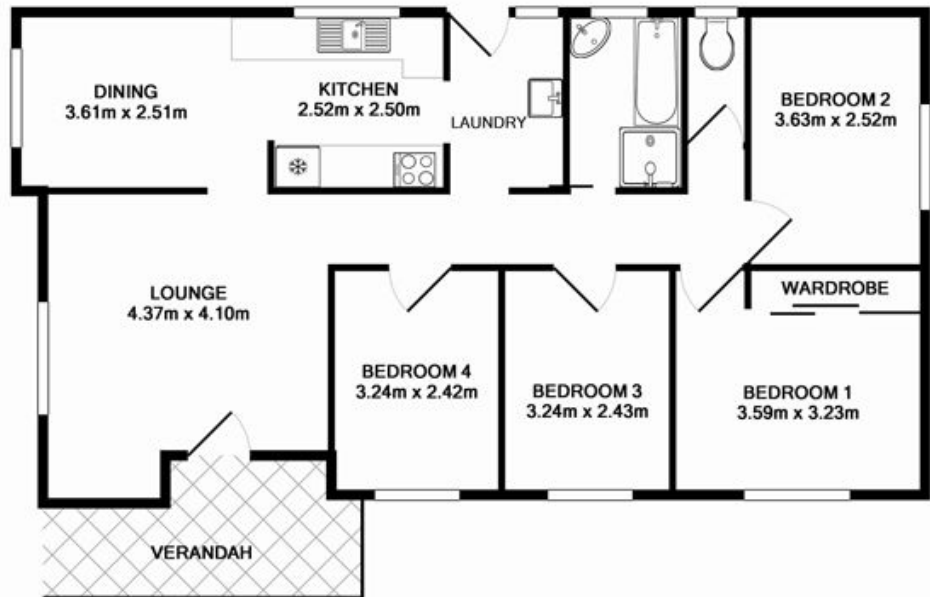 DINING
3.61m x 2.51m
KITCHEN
2.52m x 2.50m
LAUNDRY
BEDROOM 2
3.63m x 2.52m
LOUNGE
4.37m x 4.10m
WARDROBE
BEDROOM 4
3.24m x 2.42m
BEDROOM 3
3.24m x 2.43m
BEDROOM 1
3.59m x 3.23m
VERANDAH